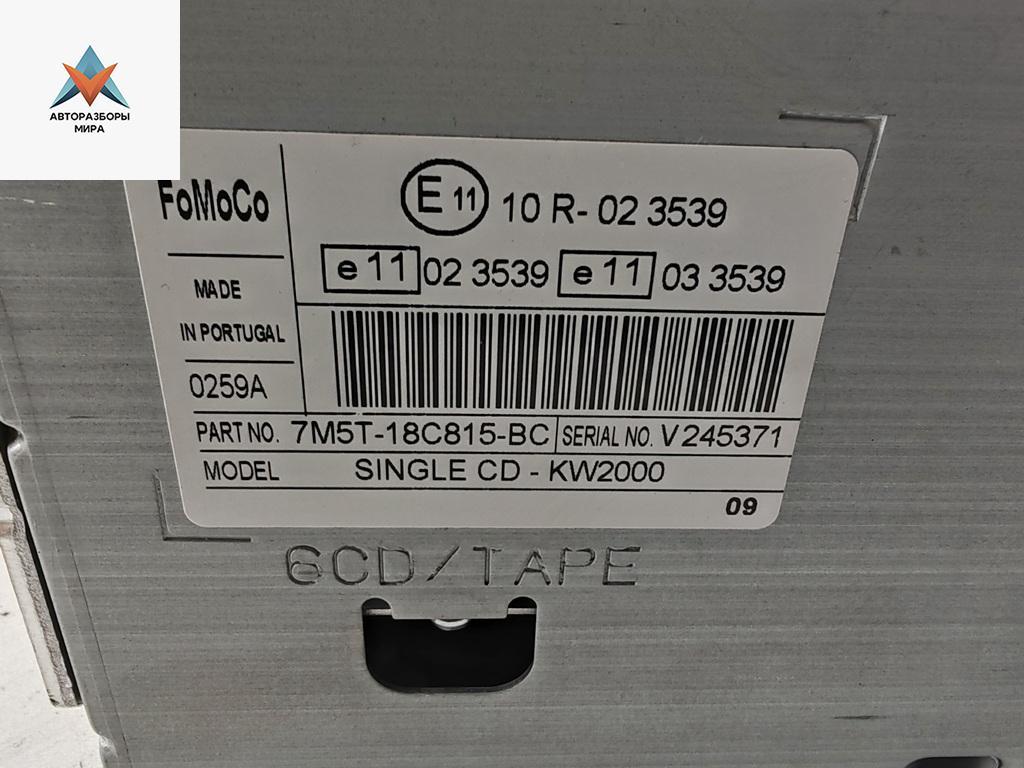 АВТОРАЗБОРЫ
МИРА
FoMoCo
E 11 10 R- 02 3539
e 11 02 3539 e 11 03 3539
MADE
IN PORTUGAL
0259A
PART NO. 7M5T-18C815-BC SERIAL NO. V245371
MODEL SINGLE CD - KW2000
09
6CD/TAPE